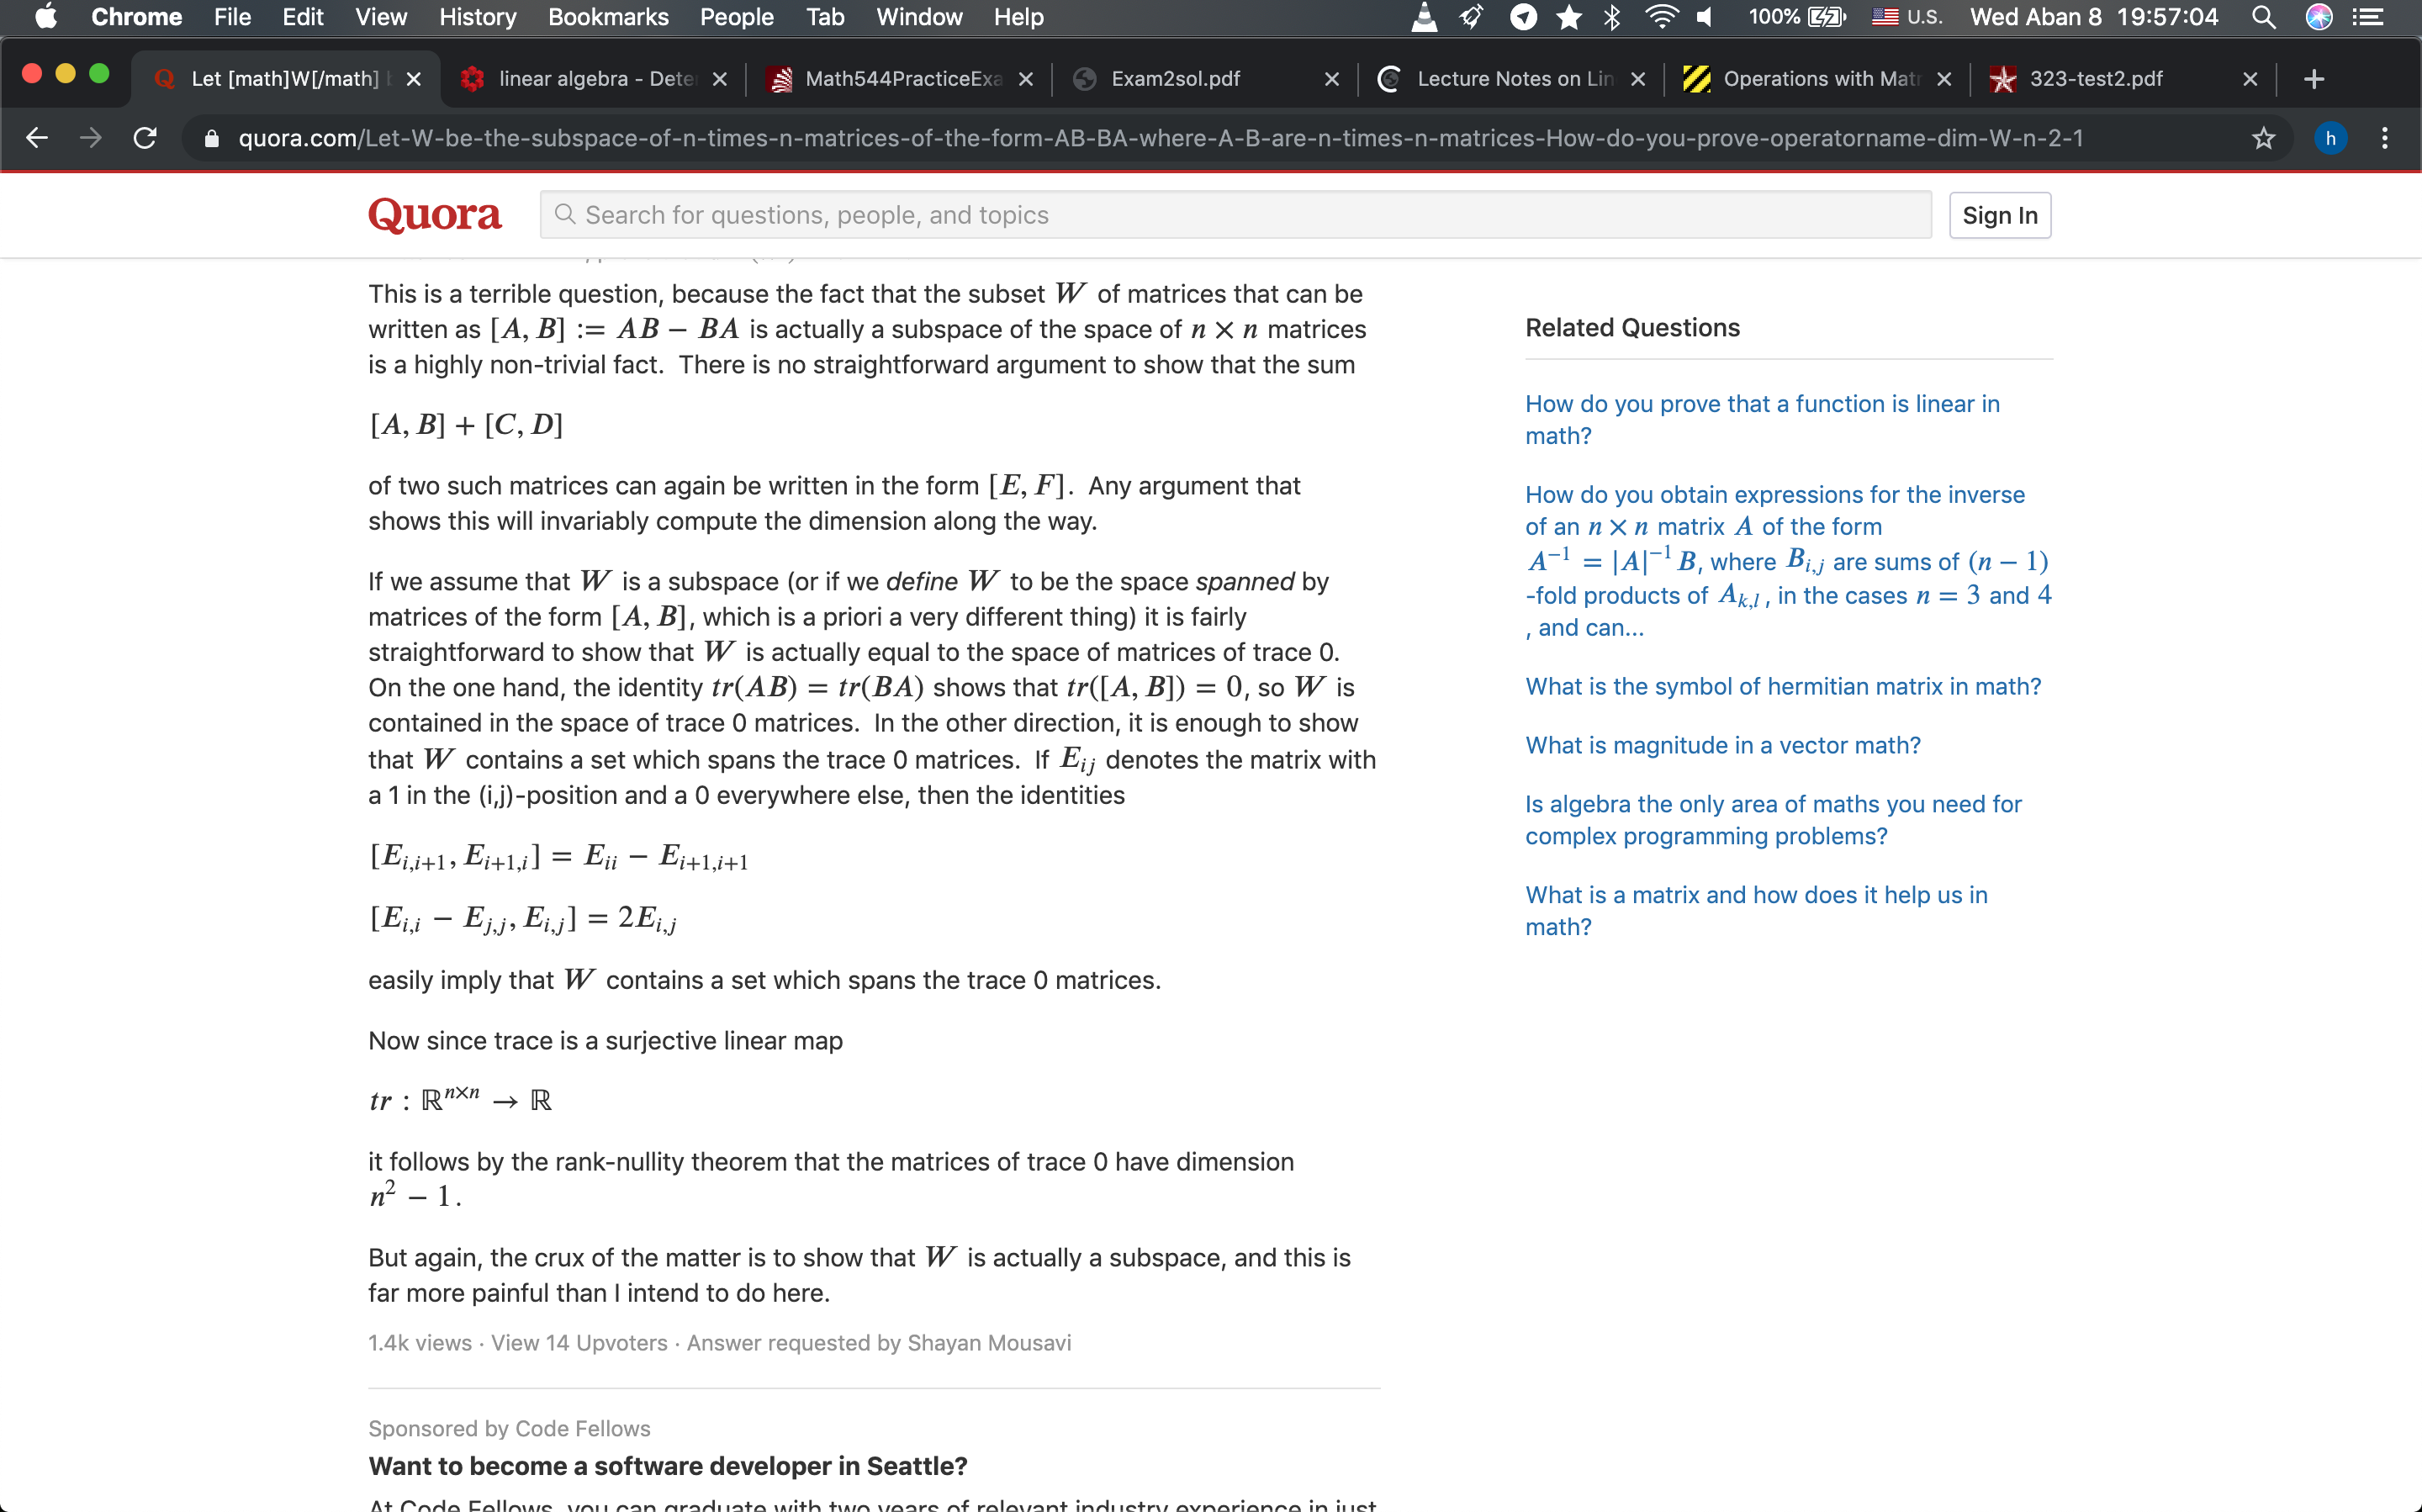 Chrome File Edit View History Bookmarks People Tab Window Help 100% U.S. Wed Aban 8 19:57:04
Let [math]W[/math] linear algebra - Dete Math544PracticeExa Exam2sol.pdf Lecture Notes on Lin Operations with Matr 323-test2.pdf
quora.com/Let-W-be-the-subspace-of-n-times-n-matrices-of-the-form-AB-BA-where-A-B-are-n-times-n-matrices-How-do-you-prove-operatorname-dim-W-n-2-1 h
Quora Search for questions, people, and topics Sign In
This is a terrible question, because the fact that the subset W of matrices that can be
written as [A, B] := AB − BA is actually a subspace of the space of n × n matrices
is a highly non-trivial fact. There is no straightforward argument to show that the sum
[A, B] + [C, D]
of two such matrices can again be written in the form [E, F]. Any argument that
shows this will invariably compute the dimension along the way.
If we assume that W is a subspace (or if we define W to be the space spanned by
matrices of the form [A, B], which is a priori a very different thing) it is fairly
straightforward to show that W is actually equal to the space of matrices of trace 0.
On the one hand, the identity tr(AB) = tr(BA) shows that tr([A, B]) = 0, so W is
contained in the space of trace 0 matrices. In the other direction, it is enough to show
that W contains a set which spans the trace 0 matrices. If E_{ij} denotes the matrix with
a 1 in the (i,j)-position and a 0 everywhere else, then the identities
[E_{i,i+1}, E_{i+1,i}] = E_{ii} − E_{i+1,i+1}
[E_{i,i} − E_{j,j}, E_{i,j}] = 2E_{i,j}
easily imply that W contains a set which spans the trace 0 matrices.
Now since trace is a surjective linear map
tr : ℝ^{n×n} → ℝ
it follows by the rank-nullity theorem that the matrices of trace 0 have dimension
n² − 1.
But again, the crux of the matter is to show that W is actually a subspace, and this is
far more painful than I intend to do here.
1.4k views · View 14 Upvoters · Answer requested by Shayan Mousavi
Sponsored by Code Fellows
Want to become a software developer in Seattle?
At Code Fellows, you can graduate with two years of relevant industry experience in just
Related Questions
How do you prove that a function is linear in
math?
How do you obtain expressions for the inverse
of an n × n matrix A of the form
A^{−1} = |A|^{−1} B, where B_{i,j} are sums of (n − 1)
-fold products of A_{k,l}, in the cases n = 3 and 4
, and can...
What is the symbol of hermitian matrix in math?
What is magnitude in a vector math?
Is algebra the only area of maths you need for
complex programming problems?
What is a matrix and how does it help us in
math?